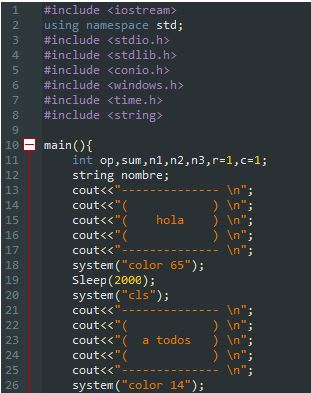 1 #include <iostream>
2 using namespace std;
3 #include <stdio.h>
4 #include <stdlib.h>
5 #include <conio.h>
6 #include <windows.h>
7 #include <time.h>
8 #include <string>
9
10 main(){
11 int op,sum,n1,n2,n3,r=1,c=1;
12 string nombre;
13 cout<<"-------------- \n";
14 cout<<"(            ) \n";
15 cout<<"(    hola    ) \n";
16 cout<<"(            ) \n";
17 cout<<"-------------- \n";
18 system("color 65");
19 Sleep(2000);
20 system("cls");
21 cout<<"-------------- \n";
22 cout<<"(            ) \n";
23 cout<<"(  a todos   ) \n";
24 cout<<"(            ) \n";
25 cout<<"-------------- \n";
26 system("color 14");